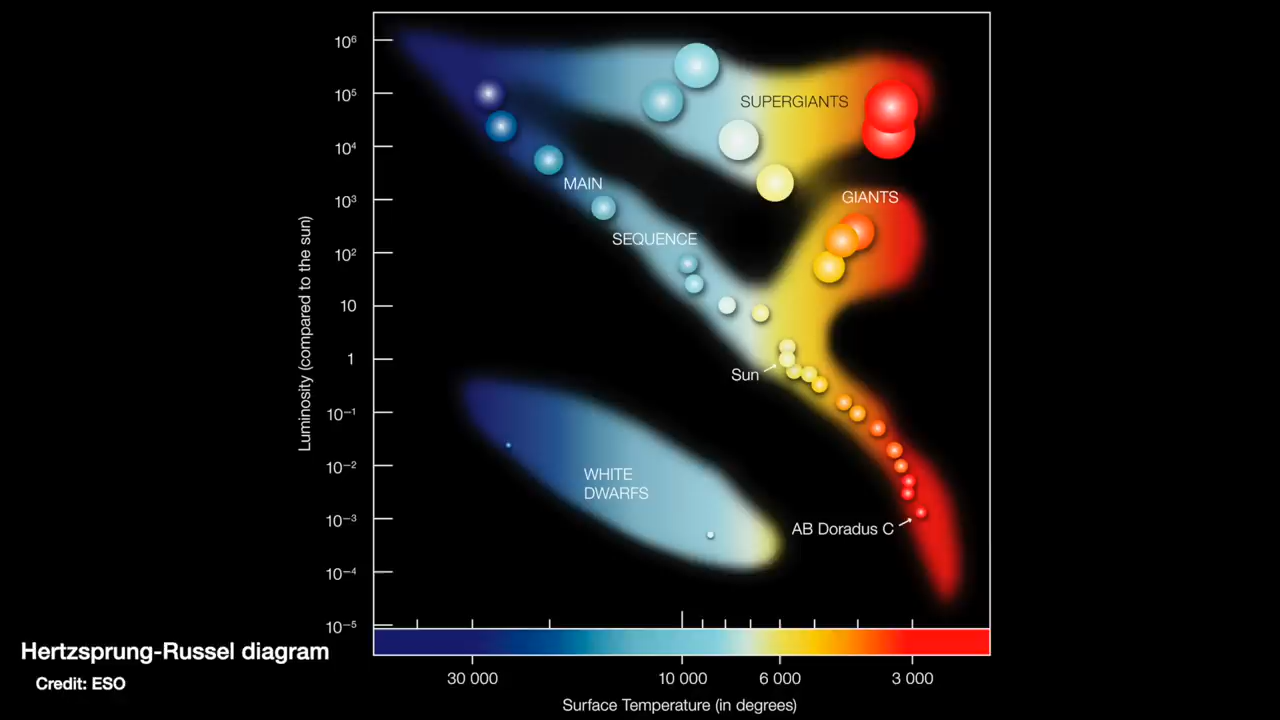 10⁶
10⁵
10⁴
10³
10²
10
1
10⁻¹
10⁻²
10⁻³
10⁻⁴
10⁻⁵
Luminosity (compared to the sun)
SUPERGIANTS
GIANTS
MAIN
SEQUENCE
Sun
WHITE
DWARFS
AB Doradus C
30 000
10 000
6 000
3 000
Surface Temperature (in degrees)
Hertzsprung-Russel diagram
Credit: ESO